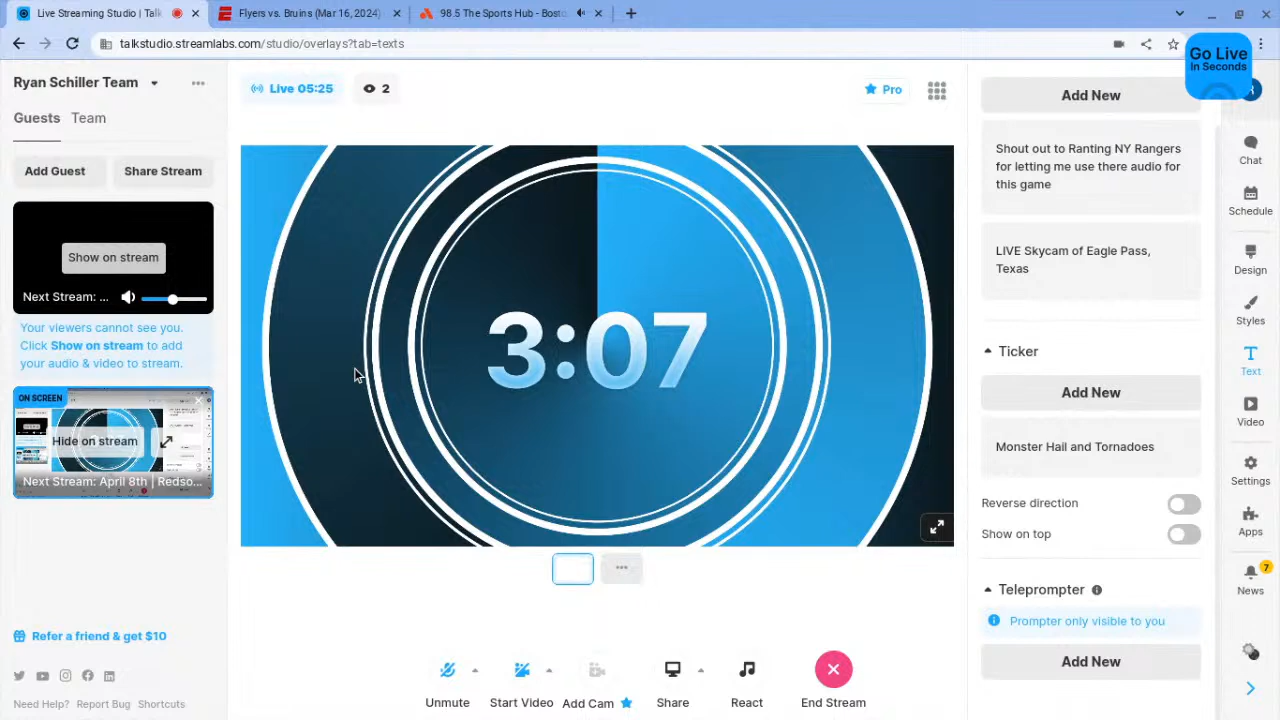 Live Streaming Studio | Talk
Flyers vs. Bruins (Mar 16, 2024)
98.5 The Sports Hub - Bosto
talkstudio.streamlabs.com/studio/overlays?tab=texts
Go Live
In Seconds
Ryan Schiller Team
Guests
Team
Add Guest
Share Stream
Show on stream
Next Stream: ...
Your viewers cannot see you.
Click Show on stream to add
your audio & video to stream.
ON SCREEN
Hide on stream
Next Stream: April 8th | Redso...
Refer a friend & get $10
Need Help?
Report Bug
Shortcuts
Live 05:25
2
Pro
3:07
Unmute
Start Video
Add Cam
Share
React
End Stream
Add New
Shout out to Ranting NY Rangers
for letting me use there audio for
this game
LIVE Skycam of Eagle Pass,
Texas
Ticker
Add New
Monster Hail and Tornadoes
Reverse direction
Show on top
Teleprompter
Prompter only visible to you
Add New
Chat
Schedule
Design
Styles
Text
Video
Settings
Apps
7
News